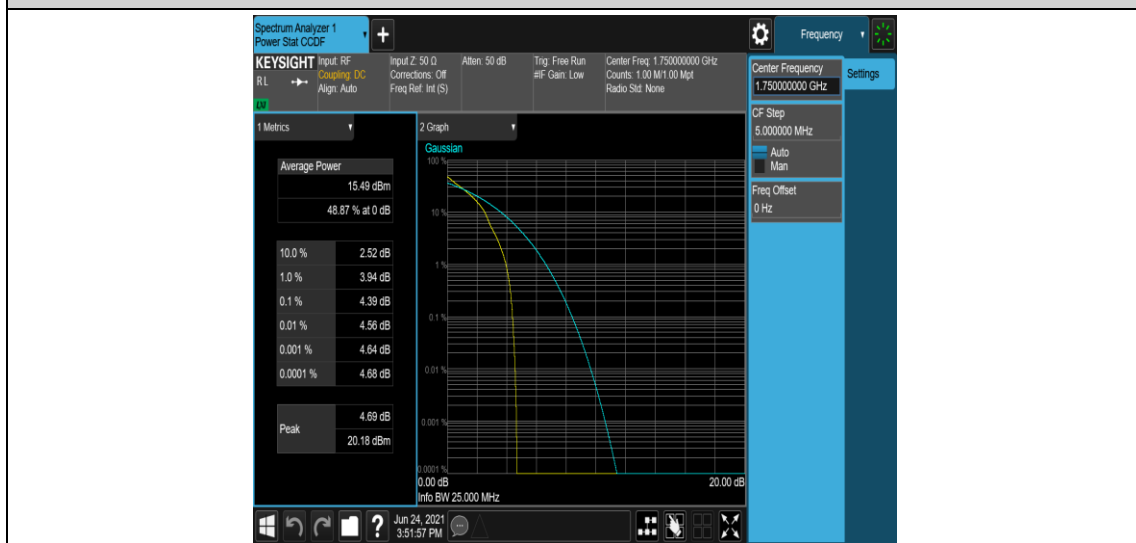 Spectrum Analyzer 1
Power Stat CCDF
+
Frequency
KEYSIGHT
RL
LXI
Input: RF
Coupling: DC
Align: Auto
Input Z: 50 Ω
Corrections: Off
Freq Ref: Int (S)
Atten: 50 dB
Trig: Free Run
#IF Gain: Low
Center Freq: 1.750000000 GHz
Counts: 1.00 M/1.00 Mpt
Radio Std: None
Center Frequency
1.750000000 GHz
Settings
CF Step
5.000000 MHz
Auto
Man
Freq Offset
0 Hz
1 Metrics
Average Power
15.49 dBm
48.87 % at 0 dB
10.0 % 2.52 dB
1.0 % 3.94 dB
0.1 % 4.39 dB
0.01 % 4.56 dB
0.001 % 4.64 dB
0.0001 % 4.68 dB
Peak
4.69 dB
20.18 dBm
2 Graph
Gaussian
100 %
10 %
1 %
0.1 %
0.01 %
0.001 %
0.0001 %
0.00 dB 20.00 dB
Info BW 25.000 MHz
?
Jun 24, 2021
3:51:57 PM